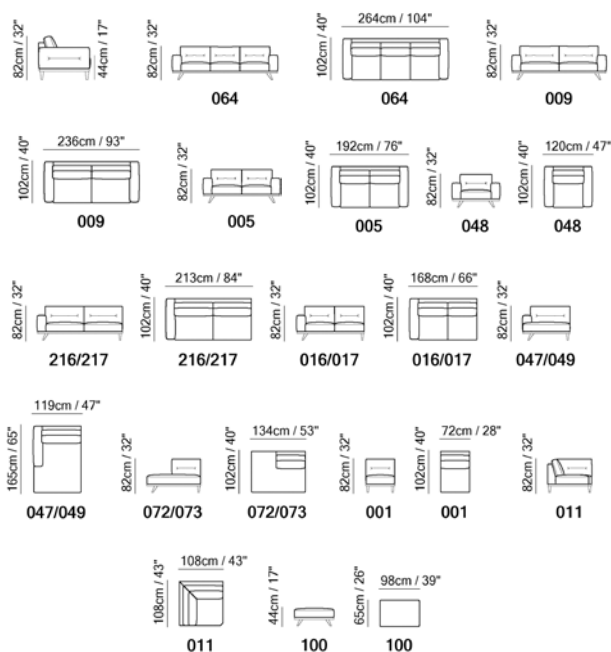 82cm / 32"
44cm / 17"
82cm / 32"
064
264cm / 104"
102cm / 40"
064
82cm / 32"
009
236cm / 93"
102cm / 40"
009
82cm / 32"
005
192cm / 76"
102cm / 40"
005
82cm / 32"
048
120cm / 47"
102cm / 40"
048
82cm / 32"
216/217
213cm / 84"
102cm / 40"
216/217
82cm / 32"
016/017
168cm / 66"
102cm / 40"
016/017
82cm / 32"
047/049
119cm / 47"
165cm / 65"
047/049
82cm / 32"
072/073
134cm / 53"
102cm / 40"
072/073
82cm / 32"
001
72cm / 28"
102cm / 40"
001
82cm / 32"
011
108cm / 43"
108cm / 43"
011
44cm / 17"
100
98cm / 39"
65cm / 26"
100